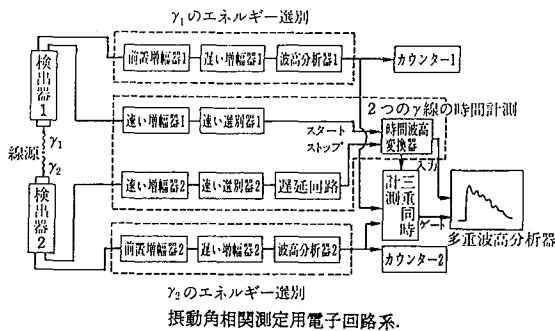 γ1のエネルギー選別
前置増幅器1
遅い増幅器1
波高分析器1
カウンター1
検出器1
速い増幅器1
速い選別器1
スタート
ストップ
2つのγ線の時間計測
時間波高
変換器
γ1
線源
γ2
入力
検出器2
速い増幅器2
速い選別器2
遅延回路
三重同時
計測
ゲート
多重波高分析器
前置増幅器2
遅い増幅器2
波高分析器2
カウンター2
γ2のエネルギー選別
摂動角相関測定用電子回路系.